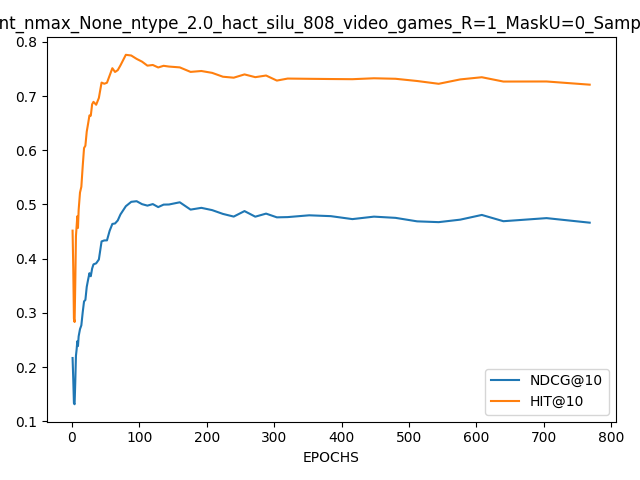 nt_nmax_None_ntype_2.0_hact_silu_808_video_games_R=1_MaskU=0_Samp
0.8
0.7
0.6
0.5
0.4
0.3
0.2
0.1
0 100 200 300 400 500 600 700 800
EPOCHS
NDCG@10
HIT@10